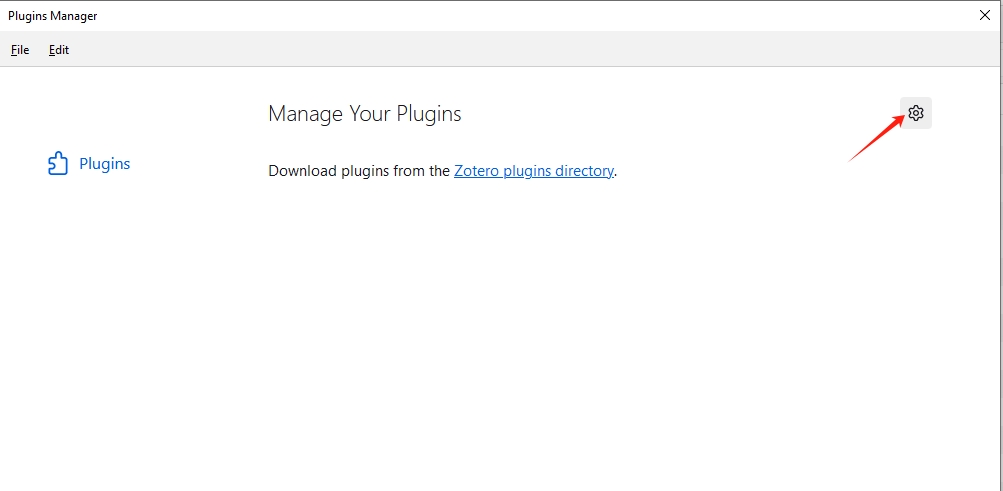 Plugins Manager
File Edit
Manage Your Plugins
Plugins
Download plugins from the Zotero plugins directory.